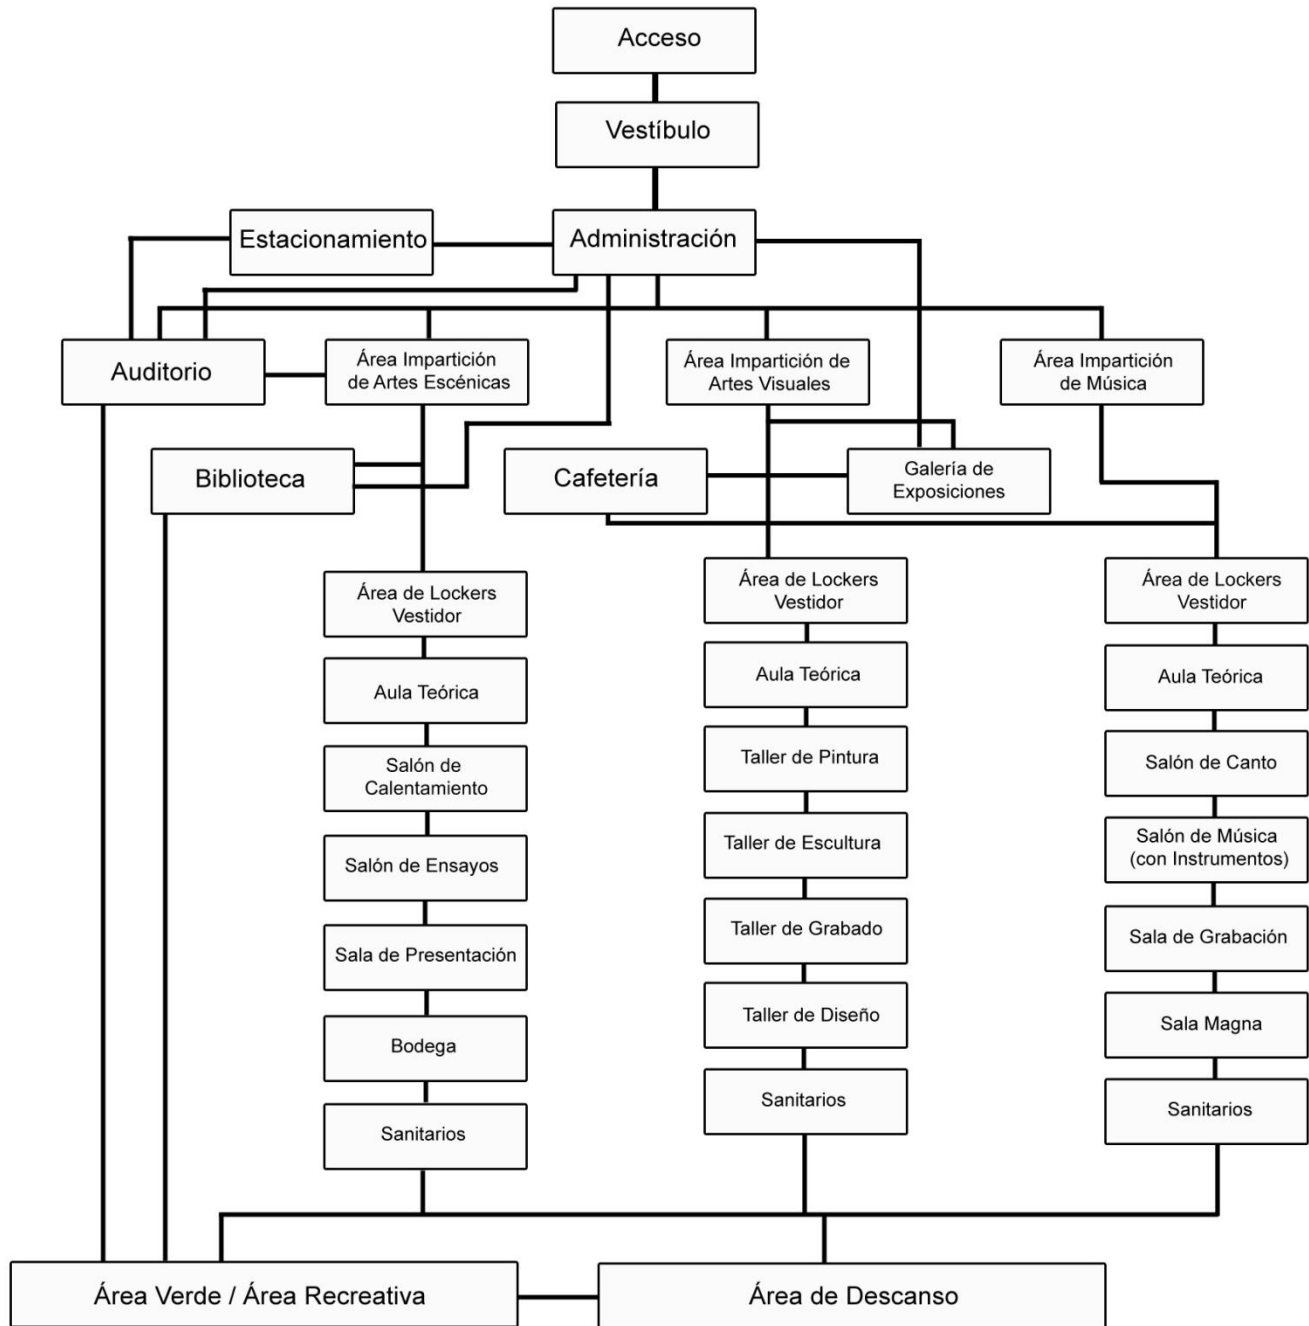 Acceso
Vestíbulo
Estacionamiento
Administración
Auditorio
Área Impartición
de Artes Escénicas
Área Impartición de
Artes Visuales
Área Impartición
de Música
Biblioteca
Cafetería
Galería de
Exposiciones
Área de Lockers
Vestidor
Aula Teórica
Salón de
Calentamiento
Salón de Ensayos
Sala de Presentación
Bodega
Sanitarios
Área de Lockers
Vestidor
Aula Teórica
Taller de Pintura
Taller de Escultura
Taller de Grabado
Taller de Diseño
Sanitarios
Área de Lockers
Vestidor
Aula Teórica
Salón de Canto
Salón de Música
(con Instrumentos)
Sala de Grabación
Sala Magna
Sanitarios
Área Verde / Área Recreativa
Área de Descanso